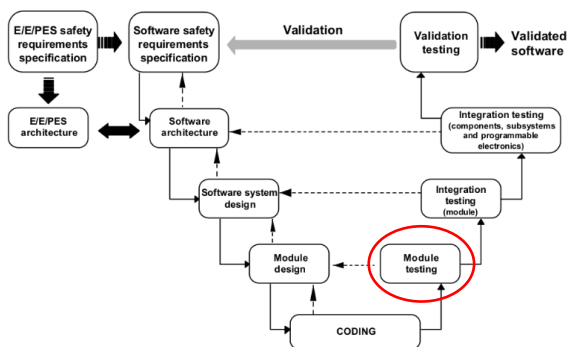 E/E/PES safety
requirements
specification
Software safety
requirements
specification
Validation
Validation
testing
Validated
software
E/E/PES
architecture
Software
architecture
Integration testing
(components, subsystems
and programmable
electronics)
Software system
design
Integration
testing
(module)
Module
design
Module
testing
CODING